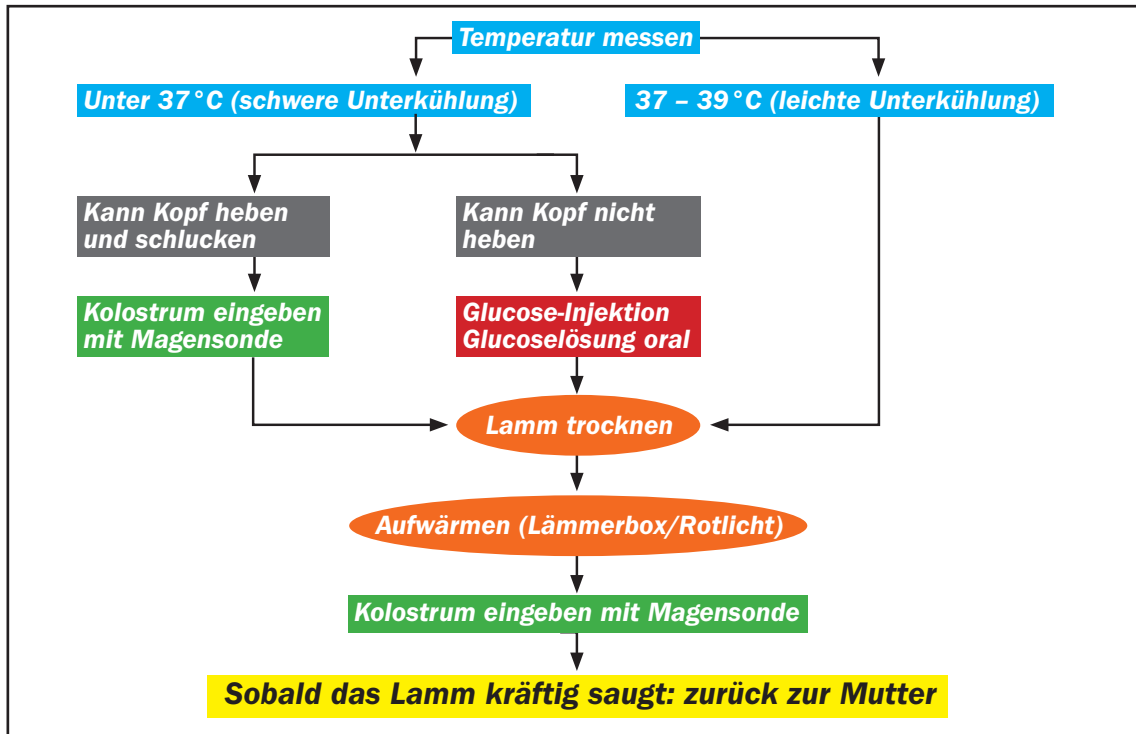 Temperatur messen
Unter 37°C (schwere Unterkühlung)
37 – 39°C (leichte Unterkühlung)
Kann Kopf heben
und schlucken
Kann Kopf nicht
heben
Kolostrum eingeben
mit Magensonde
Glucose-Injektion
Glucoselösung oral
Lamm trocknen
Aufwärmen (Lämmerbox/Rotlicht)
Kolostrum eingeben mit Magensonde
Sobald das Lamm kräftig saugt: zurück zur Mutter